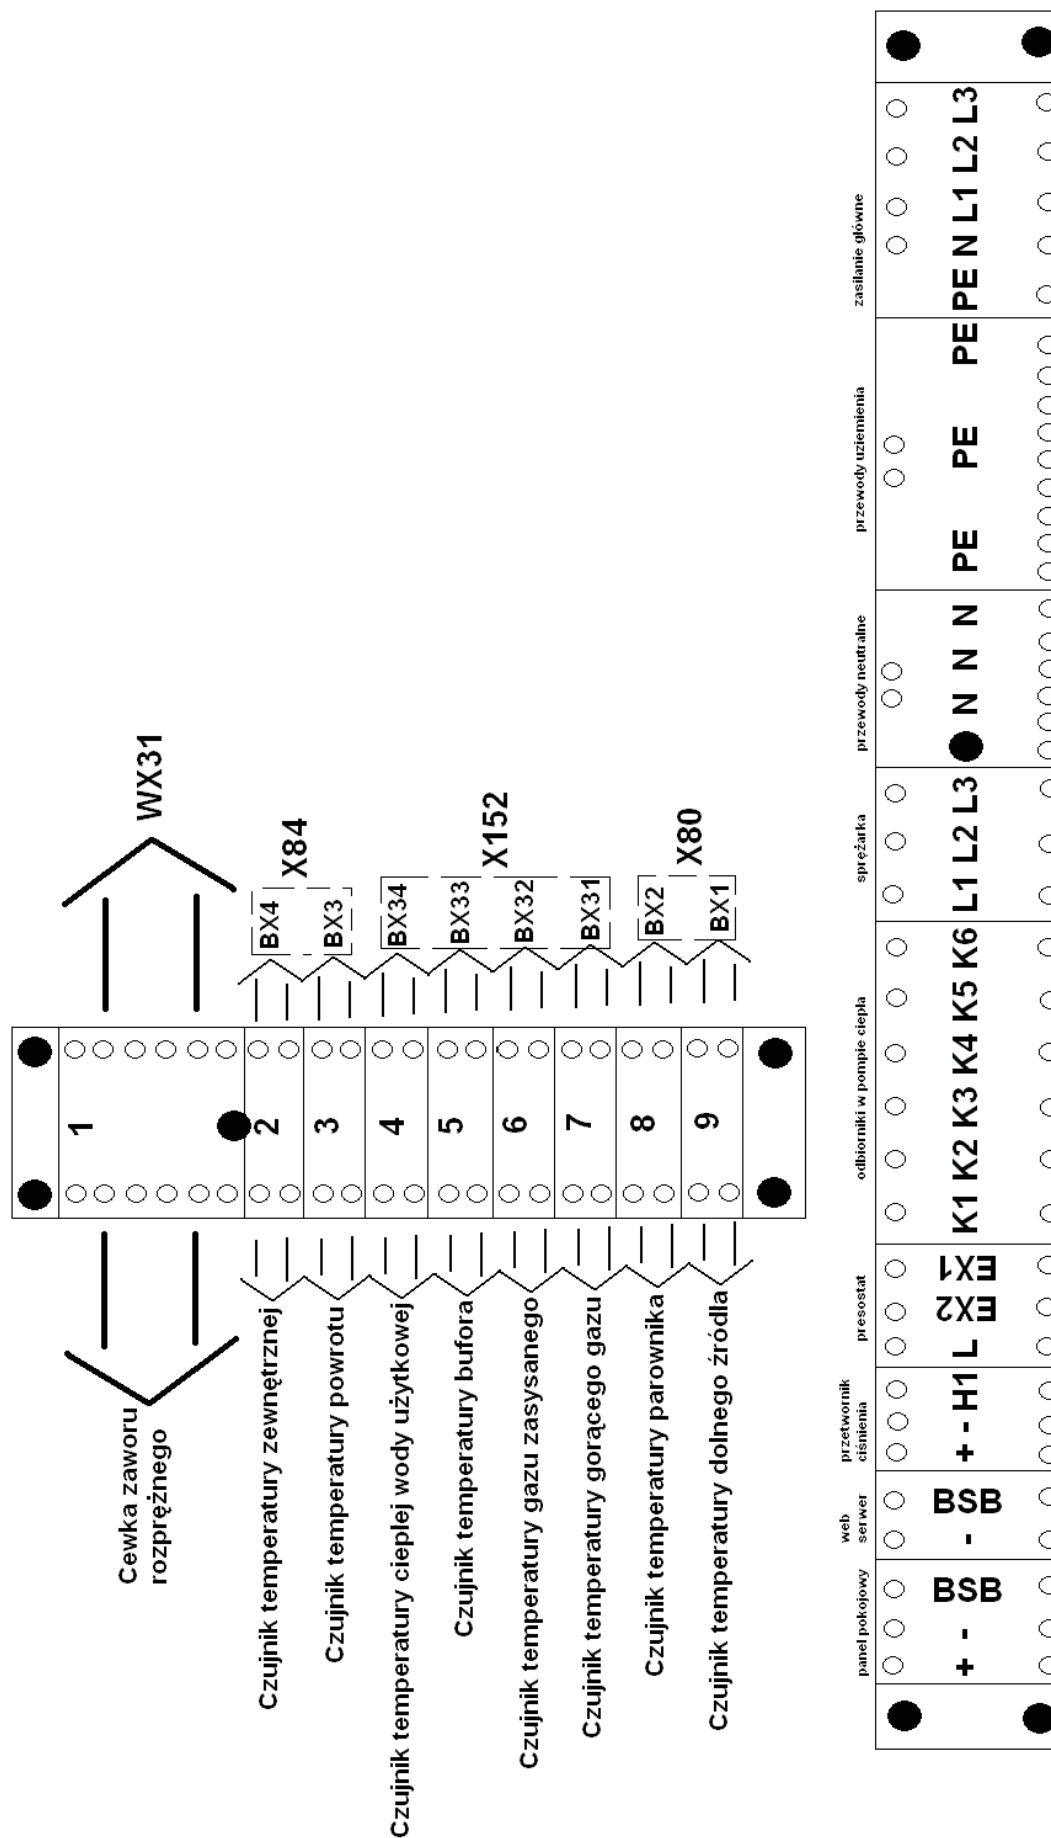 Cewka zaworu
rozprężnego
1
WX31
Czujnik temperatury zewnętrznej
2
BX4
X84
Czujnik temperatury powrotu
3
BX3
Czujnik temperatury ciepłej wody użytkowej
4
BX34
X152
Czujnik temperatury bufora
5
BX33
Czujnik temperatury gazu zasysanego
6
BX32
Czujnik temperatury gorącego gazu
7
BX31
Czujnik temperatury parownika
8
BX2
X80
Czujnik temperatury dolnego źródła
9
BX1
panel pokojowy
+ - BSB
web
serwer
- BSB
przetwornik
ciśnienia
+ - H1
presostat
L EX2 EX1
odbiorniki w pompie ciepła
K1 K2 K3 K4 K5 K6
sprężarka
L1 L2 L3
przewody neutralne
N N N
przewody uziemienia
PE PE PE
zasilanie główne
PE N L1 L2 L3